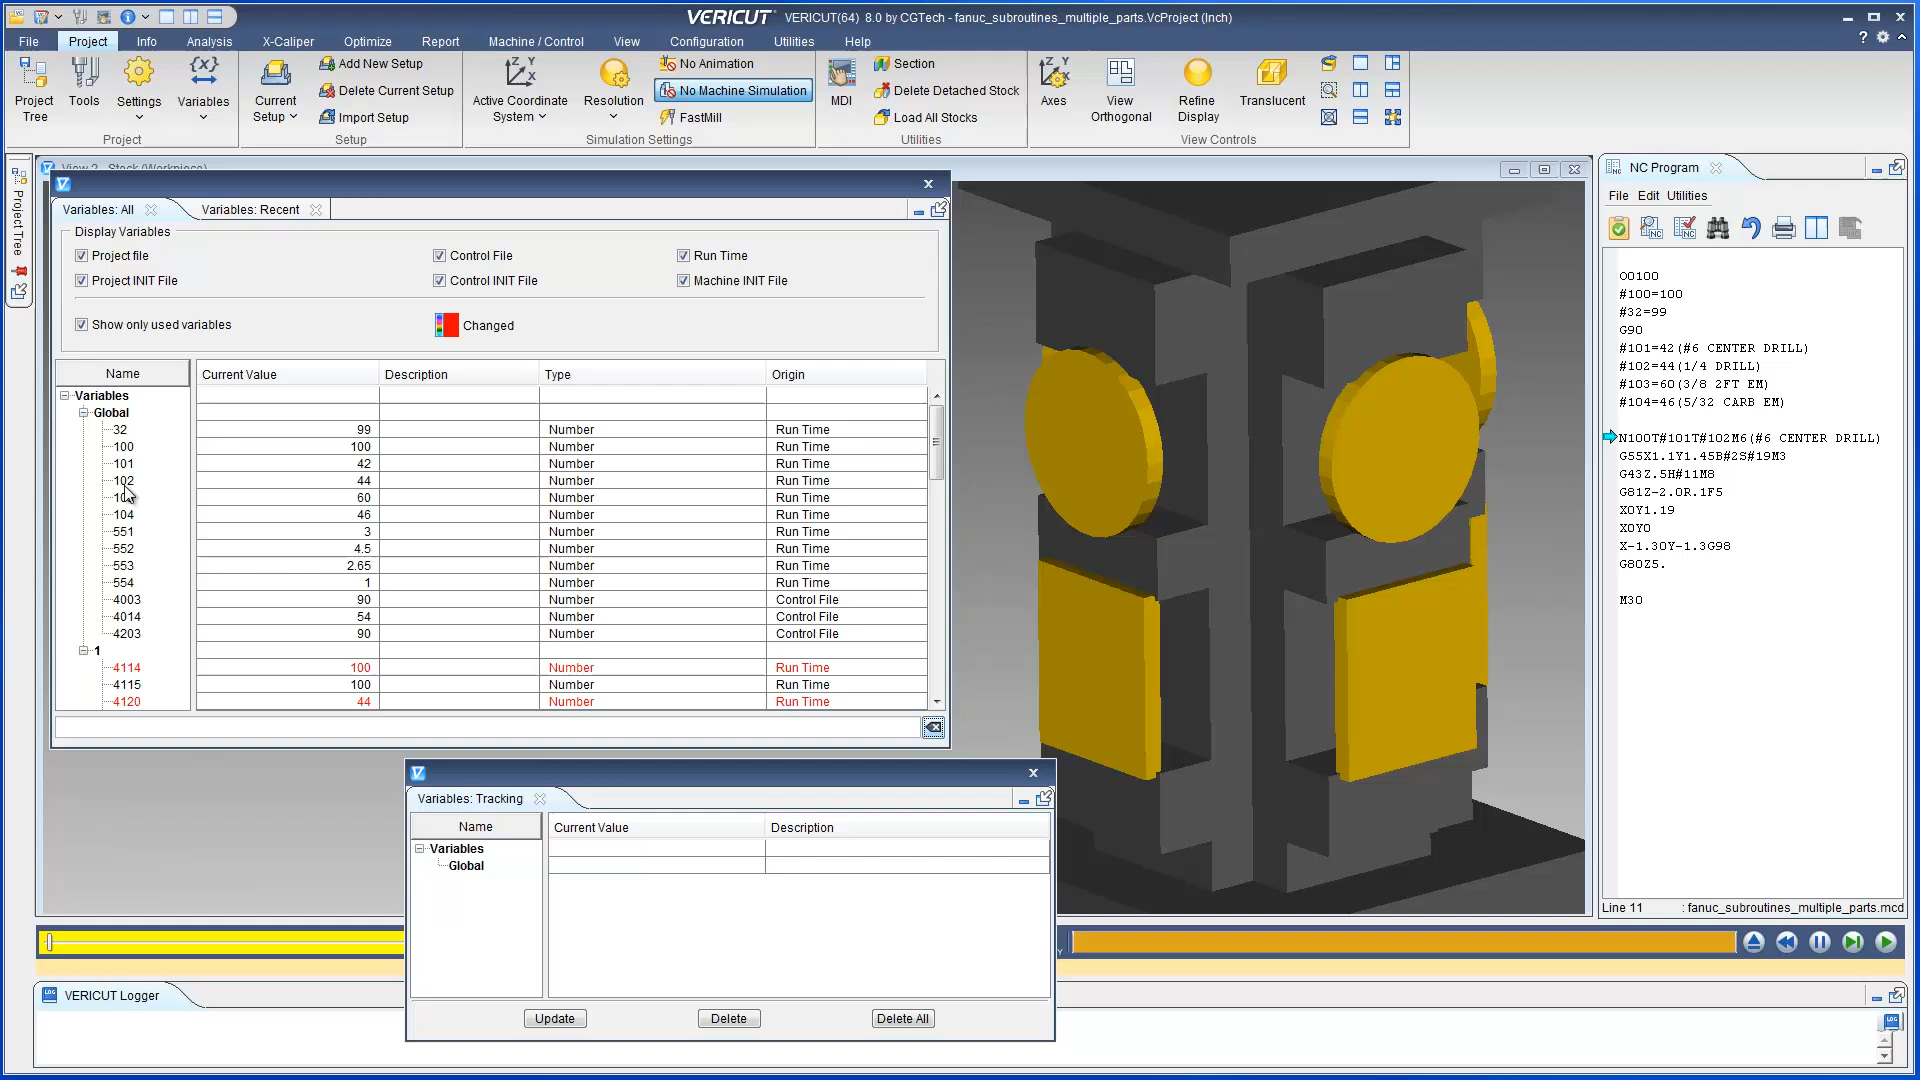 VERICUT VERICUT(64) 8.0 by CGTech - fanuc_subroutines_multiple_parts.VcProject (Inch)
File Project Info Analysis X-Caliper Optimize Report Machine / Control View Configuration Utilities Help
Project Tree
Tools
Settings
Variables
Project
Current Setup
Add New Setup
Delete Current Setup
Import Setup
Setup
Active Coordinate System
Resolution
No Animation
No Machine Simulation
FastMill
Simulation Settings
MDI
Section
Delete Detached Stock
Load All Stocks
Utilities
Axes
View Orthogonal
Refine Display
Translucent
View Controls
Project Tree
View 2 - Stock (Workpiece)
Variables: All
Variables: Recent
Display Variables
Project file Control File Run Time
Project INIT File Control INIT File Machine INIT File
Show only used variables Changed
Name Current Value Description Type Origin
Variables
Global
32 99 Number Run Time
100 100 Number Run Time
101 42 Number Run Time
102 44 Number Run Time
60 Number Run Time
104 46 Number Run Time
551 3 Number Run Time
552 4.5 Number Run Time
553 2.65 Number Run Time
554 1 Number Run Time
4003 90 Number Control File
4014 54 Number Control File
4203 90 Number Control File
1
4114 100 Number Run Time
4115 100 Number Run Time
4120 44 Number Run Time
Variables: Tracking
Name Current Value Description
Variables
Global
Update Delete Delete All
NC Program
File Edit Utilities
O0100
#100=100
#32=99
G90
#101=42(#6 CENTER DRILL)
#102=44(1/4 DRILL)
#103=60(3/8 2FT EM)
#104=46(5/32 CARB EM)
N100T#101T#102M6(#6 CENTER DRILL)
G55X1.1Y1.45B#2S#19M3
G43Z.5H#11M8
G81Z-2.0R.1F5
X0Y1.19
X0Y0
X-1.30Y-1.3G98
G80Z5.
M30
Line 11 : fanuc_subroutines_multiple_parts.mcd
VERICUT Logger